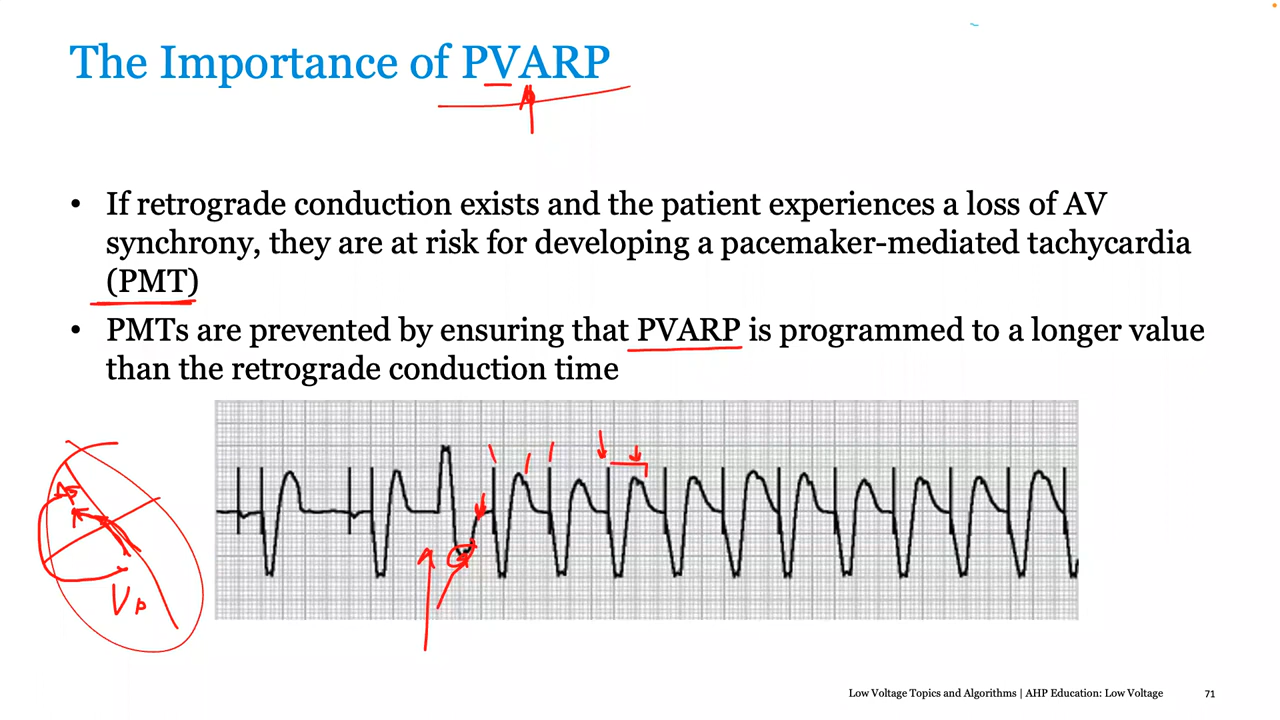 The Importance of PVARP
• If retrograde conduction exists and the patient experiences a loss of AV
synchrony, they are at risk for developing a pacemaker-mediated tachycardia
(PMT)
• PMTs are prevented by ensuring that PVARP is programmed to a longer value
than the retrograde conduction time
As
Vp
Low Voltage Topics and Algorithms | AHP Education: Low Voltage 71